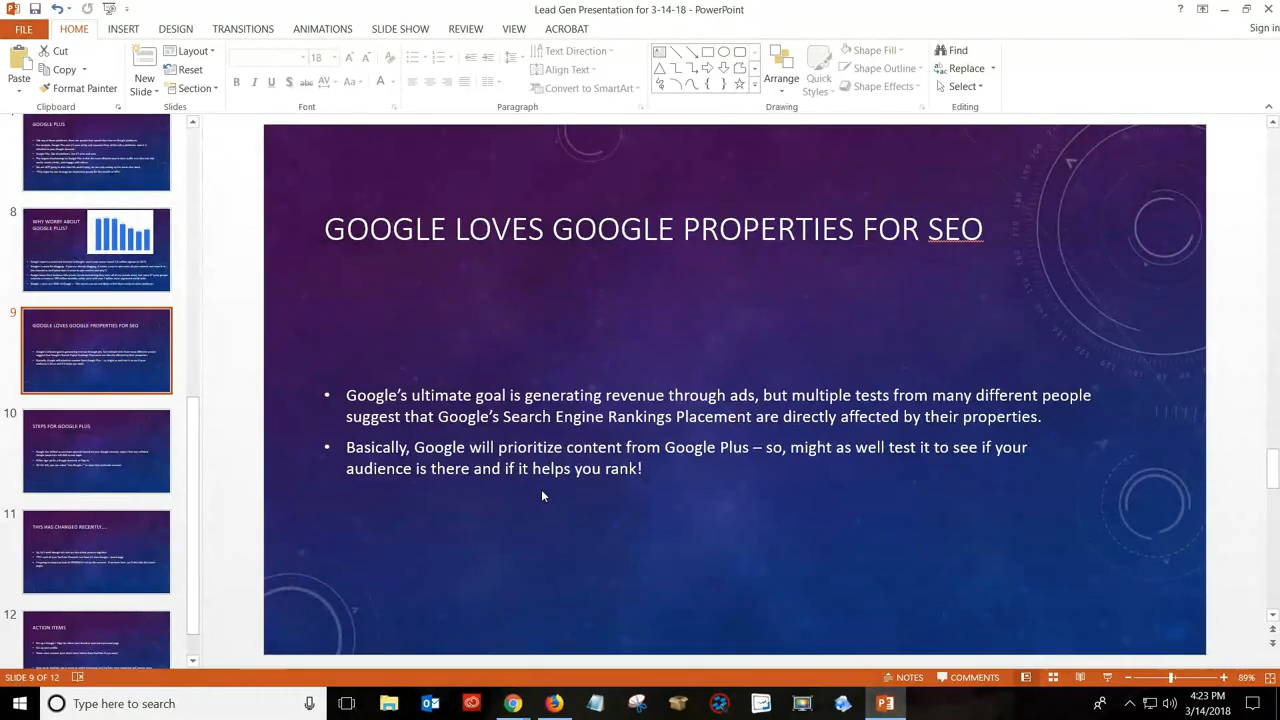 Lead Gen Presentation for 3-14-18 - PowerPoint
?
FILE HOME INSERT DESIGN TRANSITIONS ANIMATIONS SLIDE SHOW REVIEW VIEW ACROBAT Sign in
Paste
Cut
Copy
Format Painter
Clipboard
New
Slide
Layout
Reset
Section
Slides
18
B I U S abc AV Aa A
Font
Text Direction
Align Text
Convert to SmartArt
Paragraph
Arrange
Quick
Styles
Shape Fill
Shape Outline
Shape Effects
Drawing
Find
Replace
Select
Editing
GOOGLE PLUS
8
WHY WORRY ABOUT
GOOGLE PLUS?
9
GOOGLE LOVES GOOGLE PROPERTIES FOR SEO
10
STEPS FOR GOOGLE PLUS
11
THIS HAS CHANGED RECENTLY....
12
ACTION ITEMS
GOOGLE LOVES GOOGLE PROPERTIES FOR SEO
• Google's ultimate goal is generating revenue through ads, but multiple tests from many different people
suggest that Google's Search Engine Rankings Placement are directly affected by their properties.
• Basically, Google will prioritize content from Google Plus – so might as well test it to see if your
audience is there and if it helps you rank!
SLIDE 9 OF 12
NOTES
COMMENTS
89%
Type here to search
4:23 PM
3/14/2018